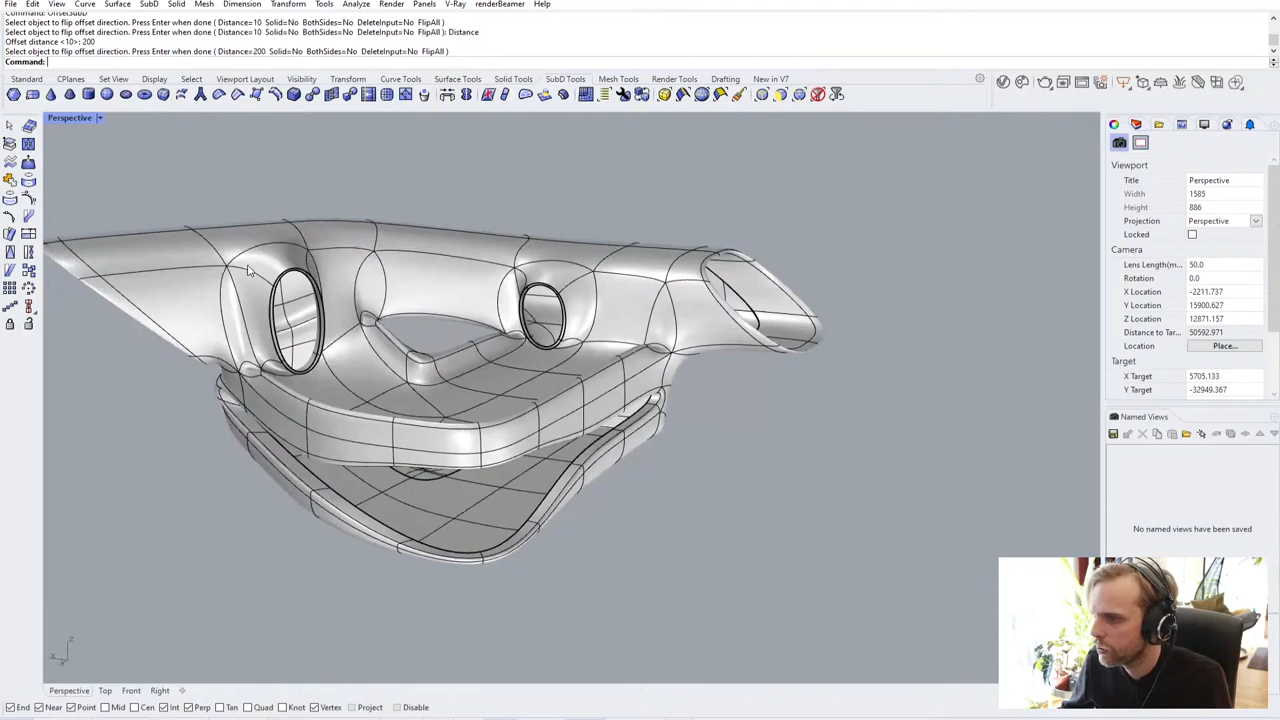 File Edit View Curve Surface SubD Solid Mesh Dimension Transform Tools Analyze Render Panels V-Ray renderBeamer Window Help
Command: OffsetSubD
Select object to flip offset direction. Press Enter when done ( Distance=10 Solid=No BothSides=No DeleteInput=No FlipAll )
Select object to flip offset direction. Press Enter when done ( Distance=10 Solid=No BothSides=No DeleteInput=No FlipAll ): Distance
Offset distance <10>: 200
Select object to flip offset direction. Press Enter when done ( Distance=200 Solid=No BothSides=No DeleteInput=No FlipAll )
Command:
Standard CPlanes Set View Display Select Viewport Layout Visibility Transform Curve Tools Surface Tools Solid Tools SubD Tools Mesh Tools Render Tools Drafting New in V7
Perspective
Viewport
Title Perspective
Width 1585
Height 886
Projection Perspective
Locked
Camera
Lens Length(m... 50.0
Rotation 0.0
X Location -2211.737
Y Location 15900.627
Z Location 12871.157
Distance to Tar... 50592.971
Location Place...
Target
X Target 5705.133
Y Target -32949.367
Named Views
No named views have been saved
z
Perspective Top Front Right
End Near Point Mid Cen Int Perp Tan Quad Knot Vertex Project Disable